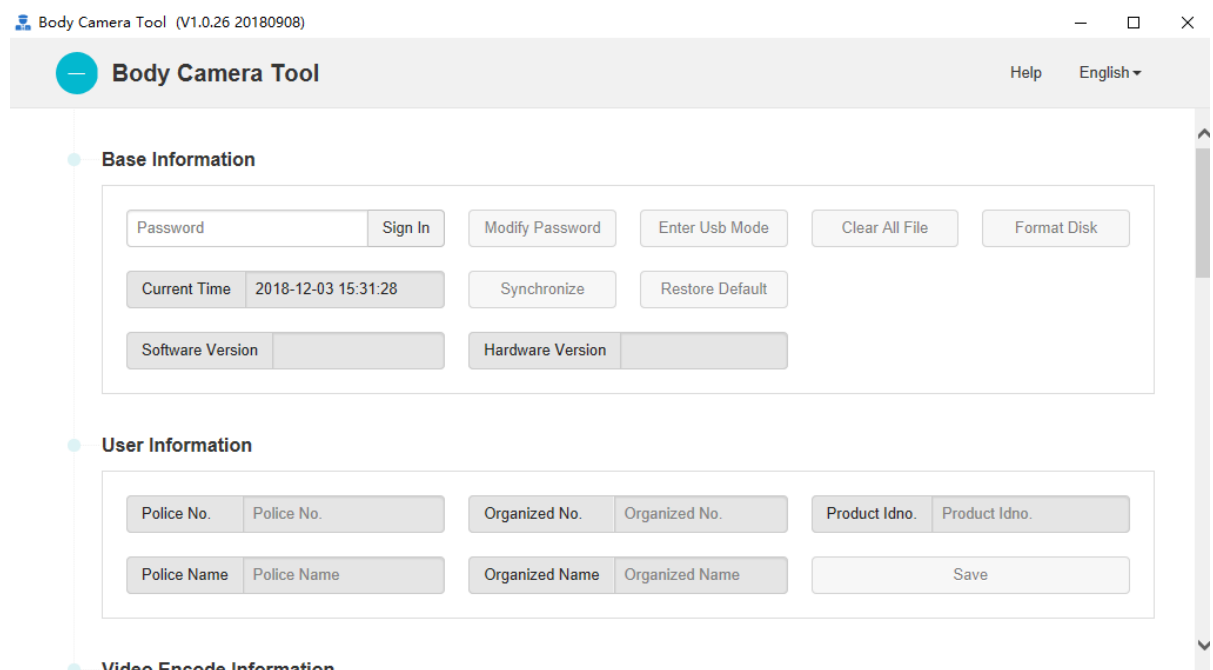 Body Camera Tool (V1.0.26 20180908)
Body Camera Tool Help English
Base Information
Password Sign In Modify Password Enter Usb Mode Clear All File Format Disk
Current Time 2018-12-03 15:31:28 Synchronize Restore Default
Software Version Hardware Version
User Information
Police No. Police No. Organized No. Organized No. Product Idno. Product Idno.
Police Name Police Name Organized Name Organized Name Save
Video Encode Information